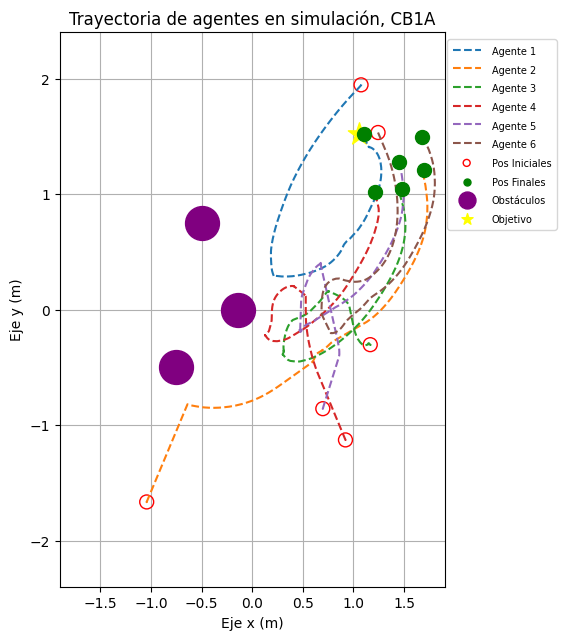 Trayectoria de agentes en simulación, CB1A
Agente 1
Agente 2
Agente 3
Agente 4
Agente 5
Agente 6
Pos Iniciales
Pos Finales
Obstáculos
Objetivo
Eje y (m)
2
1
0
−1
−2
−1.5
−1.0
−0.5
0.0
0.5
1.0
1.5
Eje x (m)